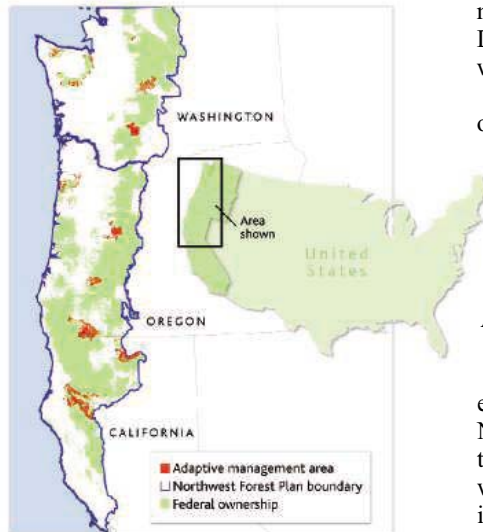 WASHINGTON
Area
shown
United
States
OREGON
CALIFORNIA
Adaptive management area
Northwest Forest Plan boundary
Federal ownership